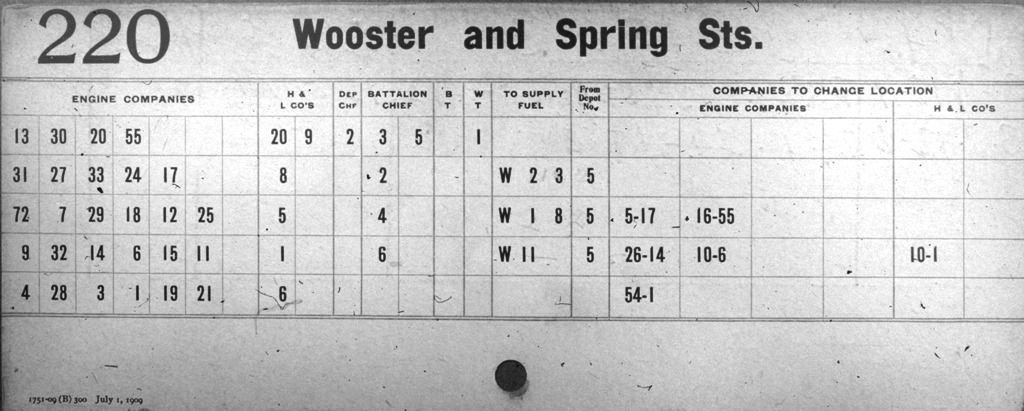 220 Wooster and Spring Sts.
ENGINE COMPANIES H & L CO'S DEP CHF BATTALION CHIEF B T W T TO SUPPLY FUEL From Depot No. COMPANIES TO CHANGE LOCATION
ENGINE COMPANIES H & L CO'S
13 30 20 55 20 9 2 3 5 1
31 27 33 24 17 8 2 W 2 3 5
72 7 29 18 12 25 5 4 W 1 8 5 5-17 16-55
9 32 14 6 15 11 1 6 W 11 5 26-14 10-6 10-1
4 28 3 1 19 21 6 54-1
1751-09 (B) 300 July 1, 1909